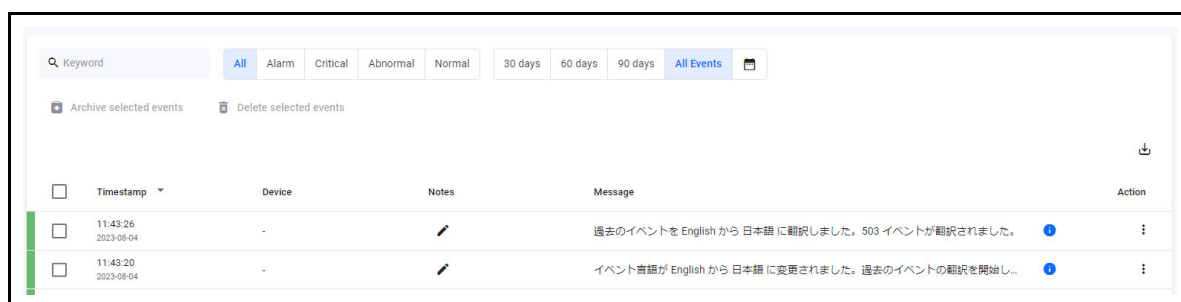 Keyword
All Alarm Critical Abnormal Normal 30 days 60 days 90 days All Events
Archive selected events Delete selected events
Timestamp Device Notes Message Action
11:43:26
2023-08-04
- 過去のイベントを English から 日本語 に翻訳しました。503 イベントが翻訳されました。
11:43:20
2023-08-04
- イベント言語が English から 日本語 に変更されました。過去のイベントの翻訳を開始し...